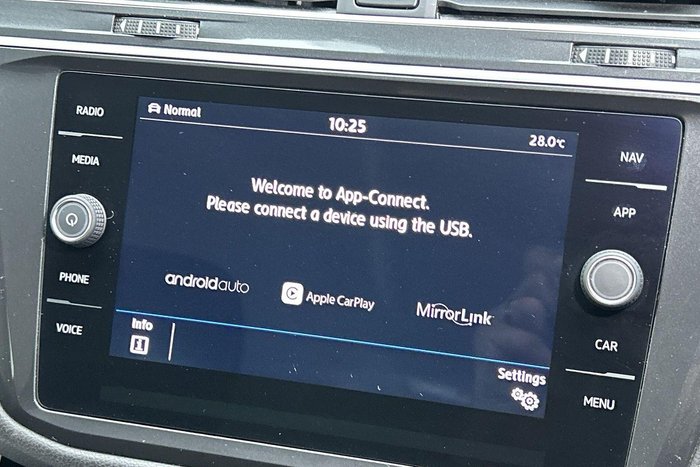 RADIO
MEDIA
PHONE
VOICE
Normal
10:25
28.0°C
Welcome to App-Connect.
Please connect a device using the USB.
androidauto
Apple CarPlay
MirrorLink
Info
Settings
NAV
APP
CAR
MENU